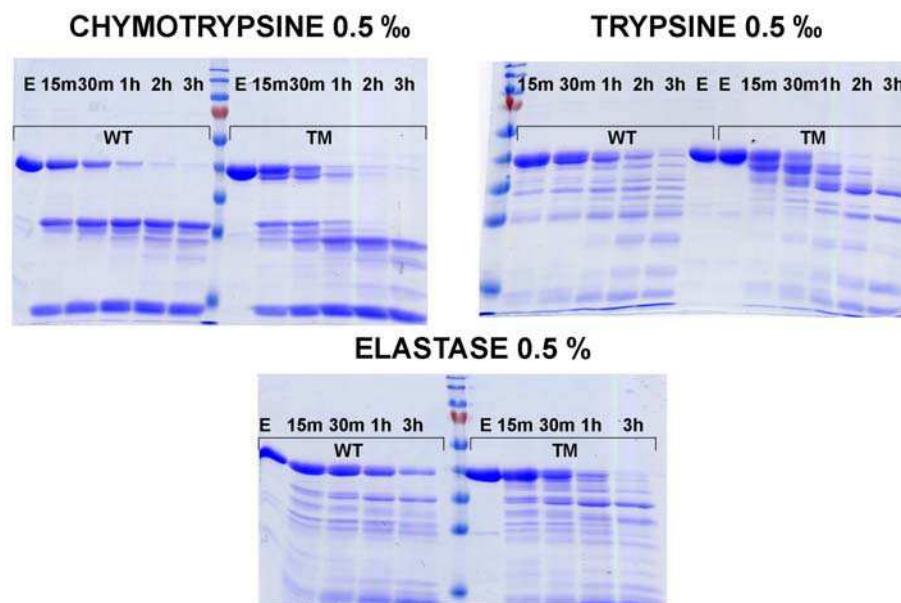 CHYMOTRYPSINE 0.5 ‰
E 15m 30m 1h 2h 3h E 15m 30m 1h 2h 3h
WT TM
TRYPSINE 0.5 ‰
15m 30m 1h 2h 3h E E 15m 30m 1h 2h 3h
WT TM
ELASTASE 0.5 %
E 15m 30m 1h 3h E 15m 30m 1h 3h
WT TM